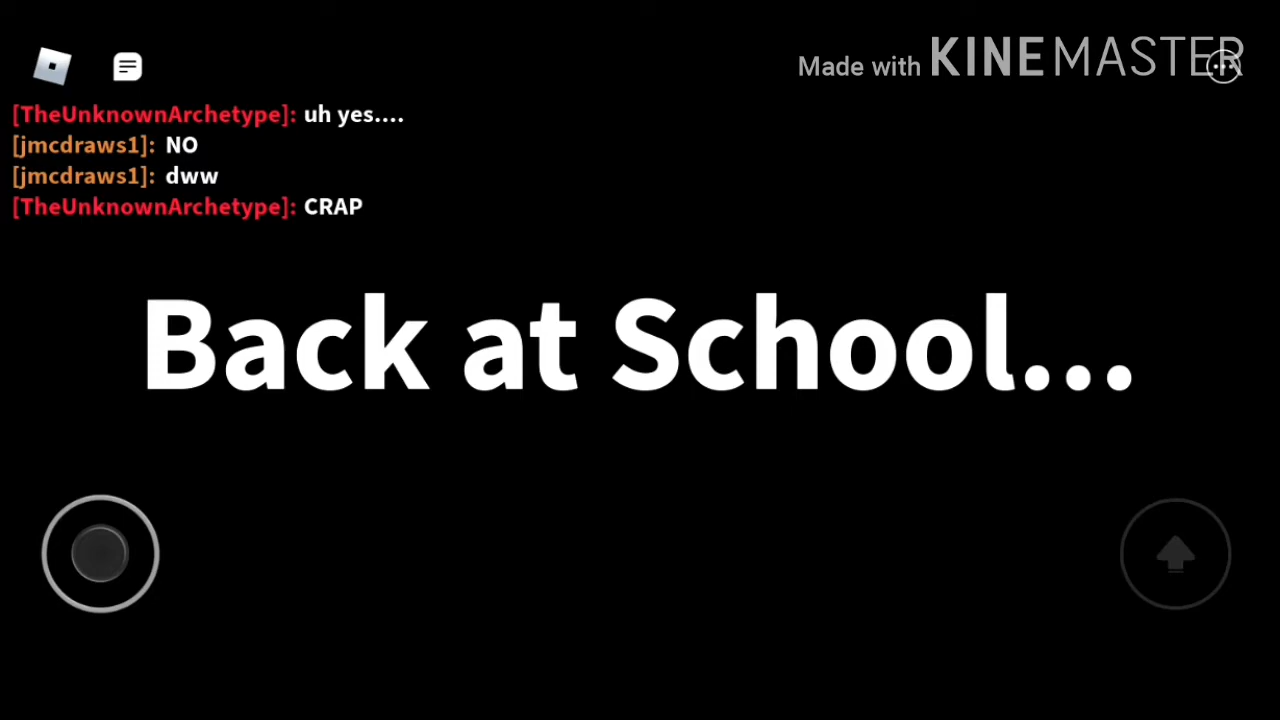 Made with KINEMASTER
[TheUnknownArchetype]: uh yes....
[jmcdraws1]: NO
[jmcdraws1]: dww
[TheUnknownArchetype]: CRAP
Back at School...